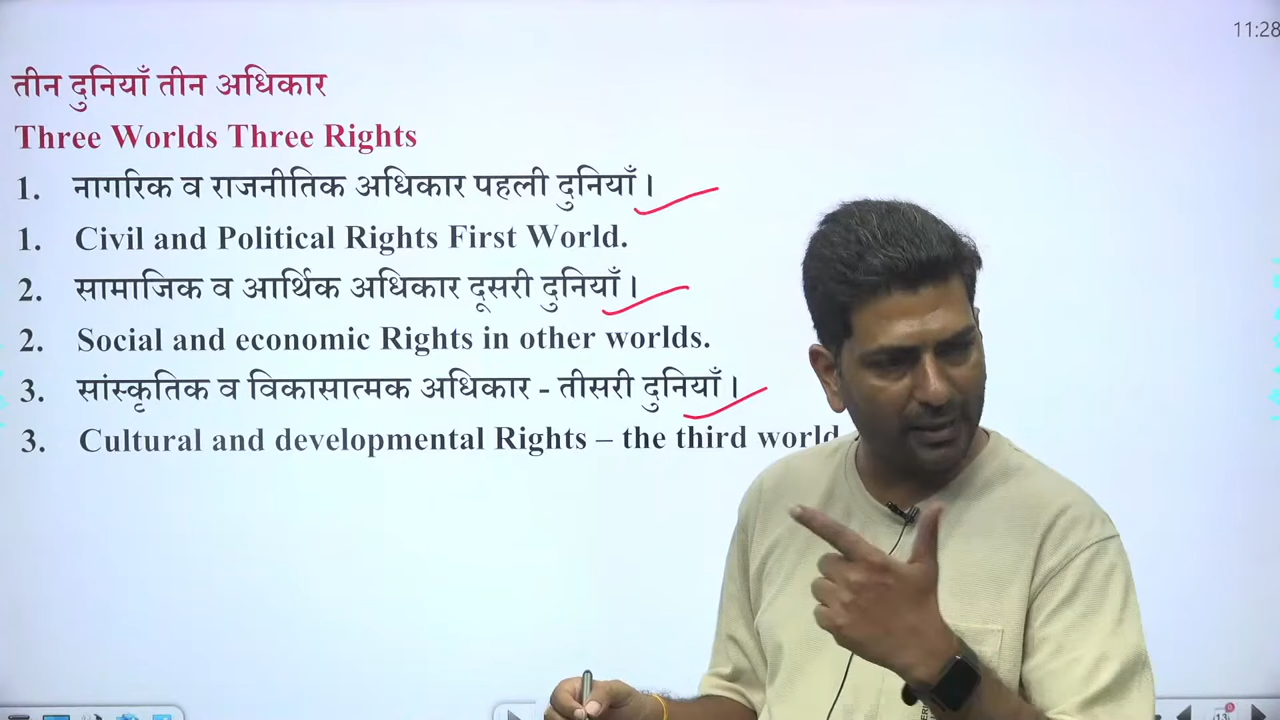 11:28
तीन दुनियाँ तीन अधिकार
Three Worlds Three Rights
1. नागरिक व राजनीतिक अधिकार पहली दुनियाँ।
1. Civil and Political Rights First World.
2. सामाजिक व आर्थिक अधिकार दूसरी दुनियाँ।
2. Social and economic Rights in other worlds.
3. सांस्कृतिक व विकासात्मक अधिकार - तीसरी दुनियाँ।
3. Cultural and developmental Rights – the third world
13